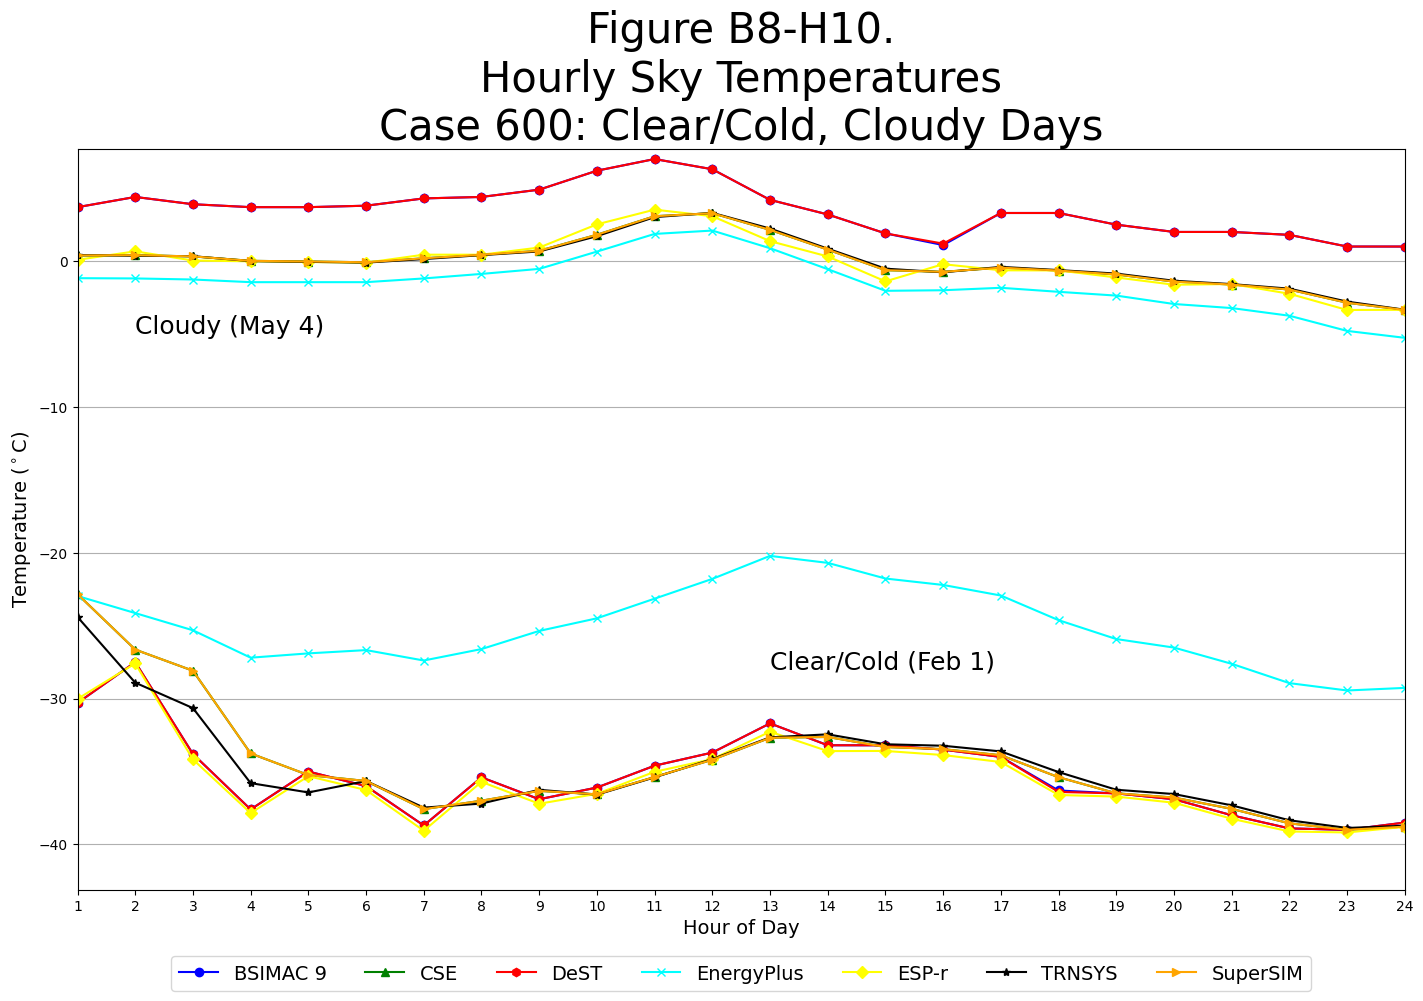 Figure B8-H10.
Hourly Sky Temperatures
Case 600: Clear/Cold, Cloudy Days
0
Cloudy (May 4)
−10
Temperature (°C)
−20
Clear/Cold (Feb 1)
−30
−40
1 2 3 4 5 6 7 8 9 10 11 12 13 14 15 16 17 18 19 20 21 22 23 24
Hour of Day
BSIMAC 9 CSE DeST EnergyPlus ESP-r TRNSYS SuperSIM